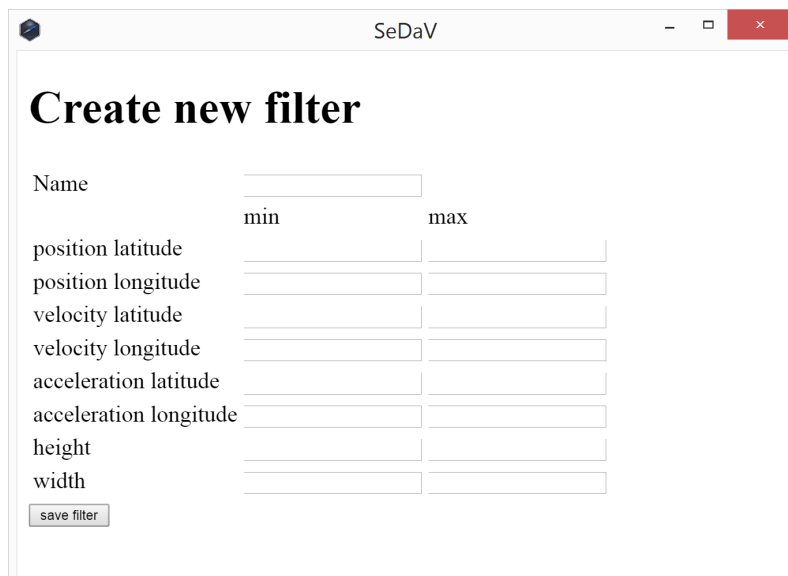 SeDaV
Create new filter
Name
min max
position latitude
position longitude
velocity latitude
velocity longitude
acceleration latitude
acceleration longitude
height
width
save filter